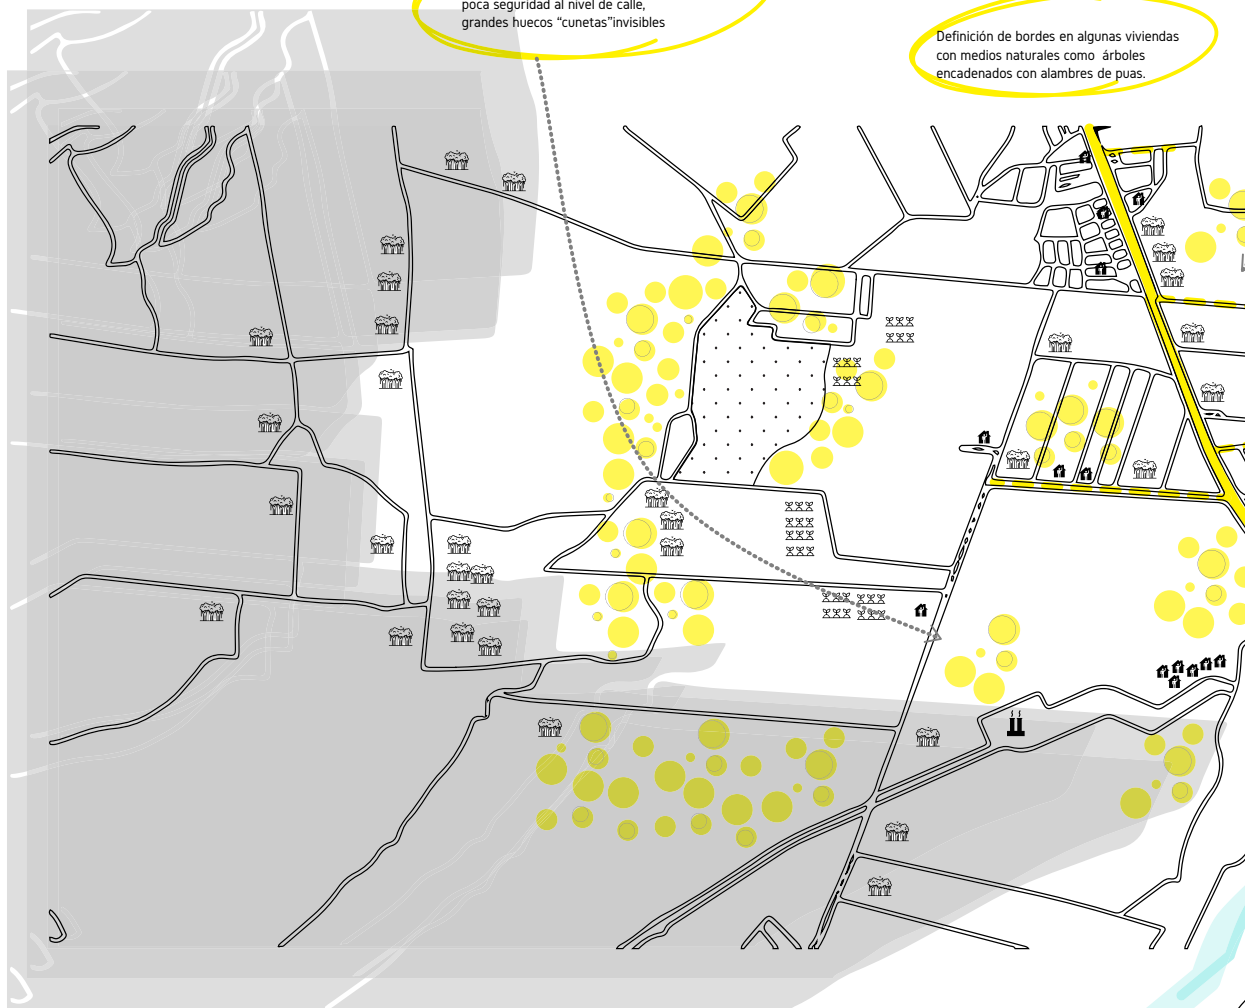 poca seguridad al nivel de calle,
grandes huecos “cunetas”invisibles
Definición de bordes en algunas viviendas
con medios naturales como árboles
encadenados con alambres de puas.